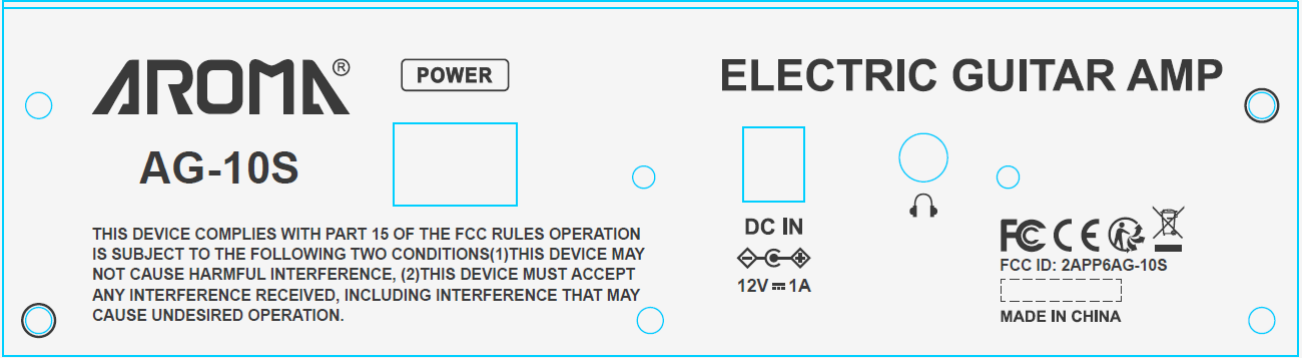 AROMA®
POWER
ELECTRIC GUITAR AMP
AG-10S
THIS DEVICE COMPLIES WITH PART 15 OF THE FCC RULES OPERATION
IS SUBJECT TO THE FOLLOWING TWO CONDITIONS(1)THIS DEVICE MAY
NOT CAUSE HARMFUL INTERFERENCE, (2)THIS DEVICE MUST ACCEPT
ANY INTERFERENCE RECEIVED, INCLUDING INTERFERENCE THAT MAY
CAUSE UNDESIRED OPERATION.
DC IN
12V⎓1A
FC CE
FCC ID: 2APP6AG-10S
MADE IN CHINA